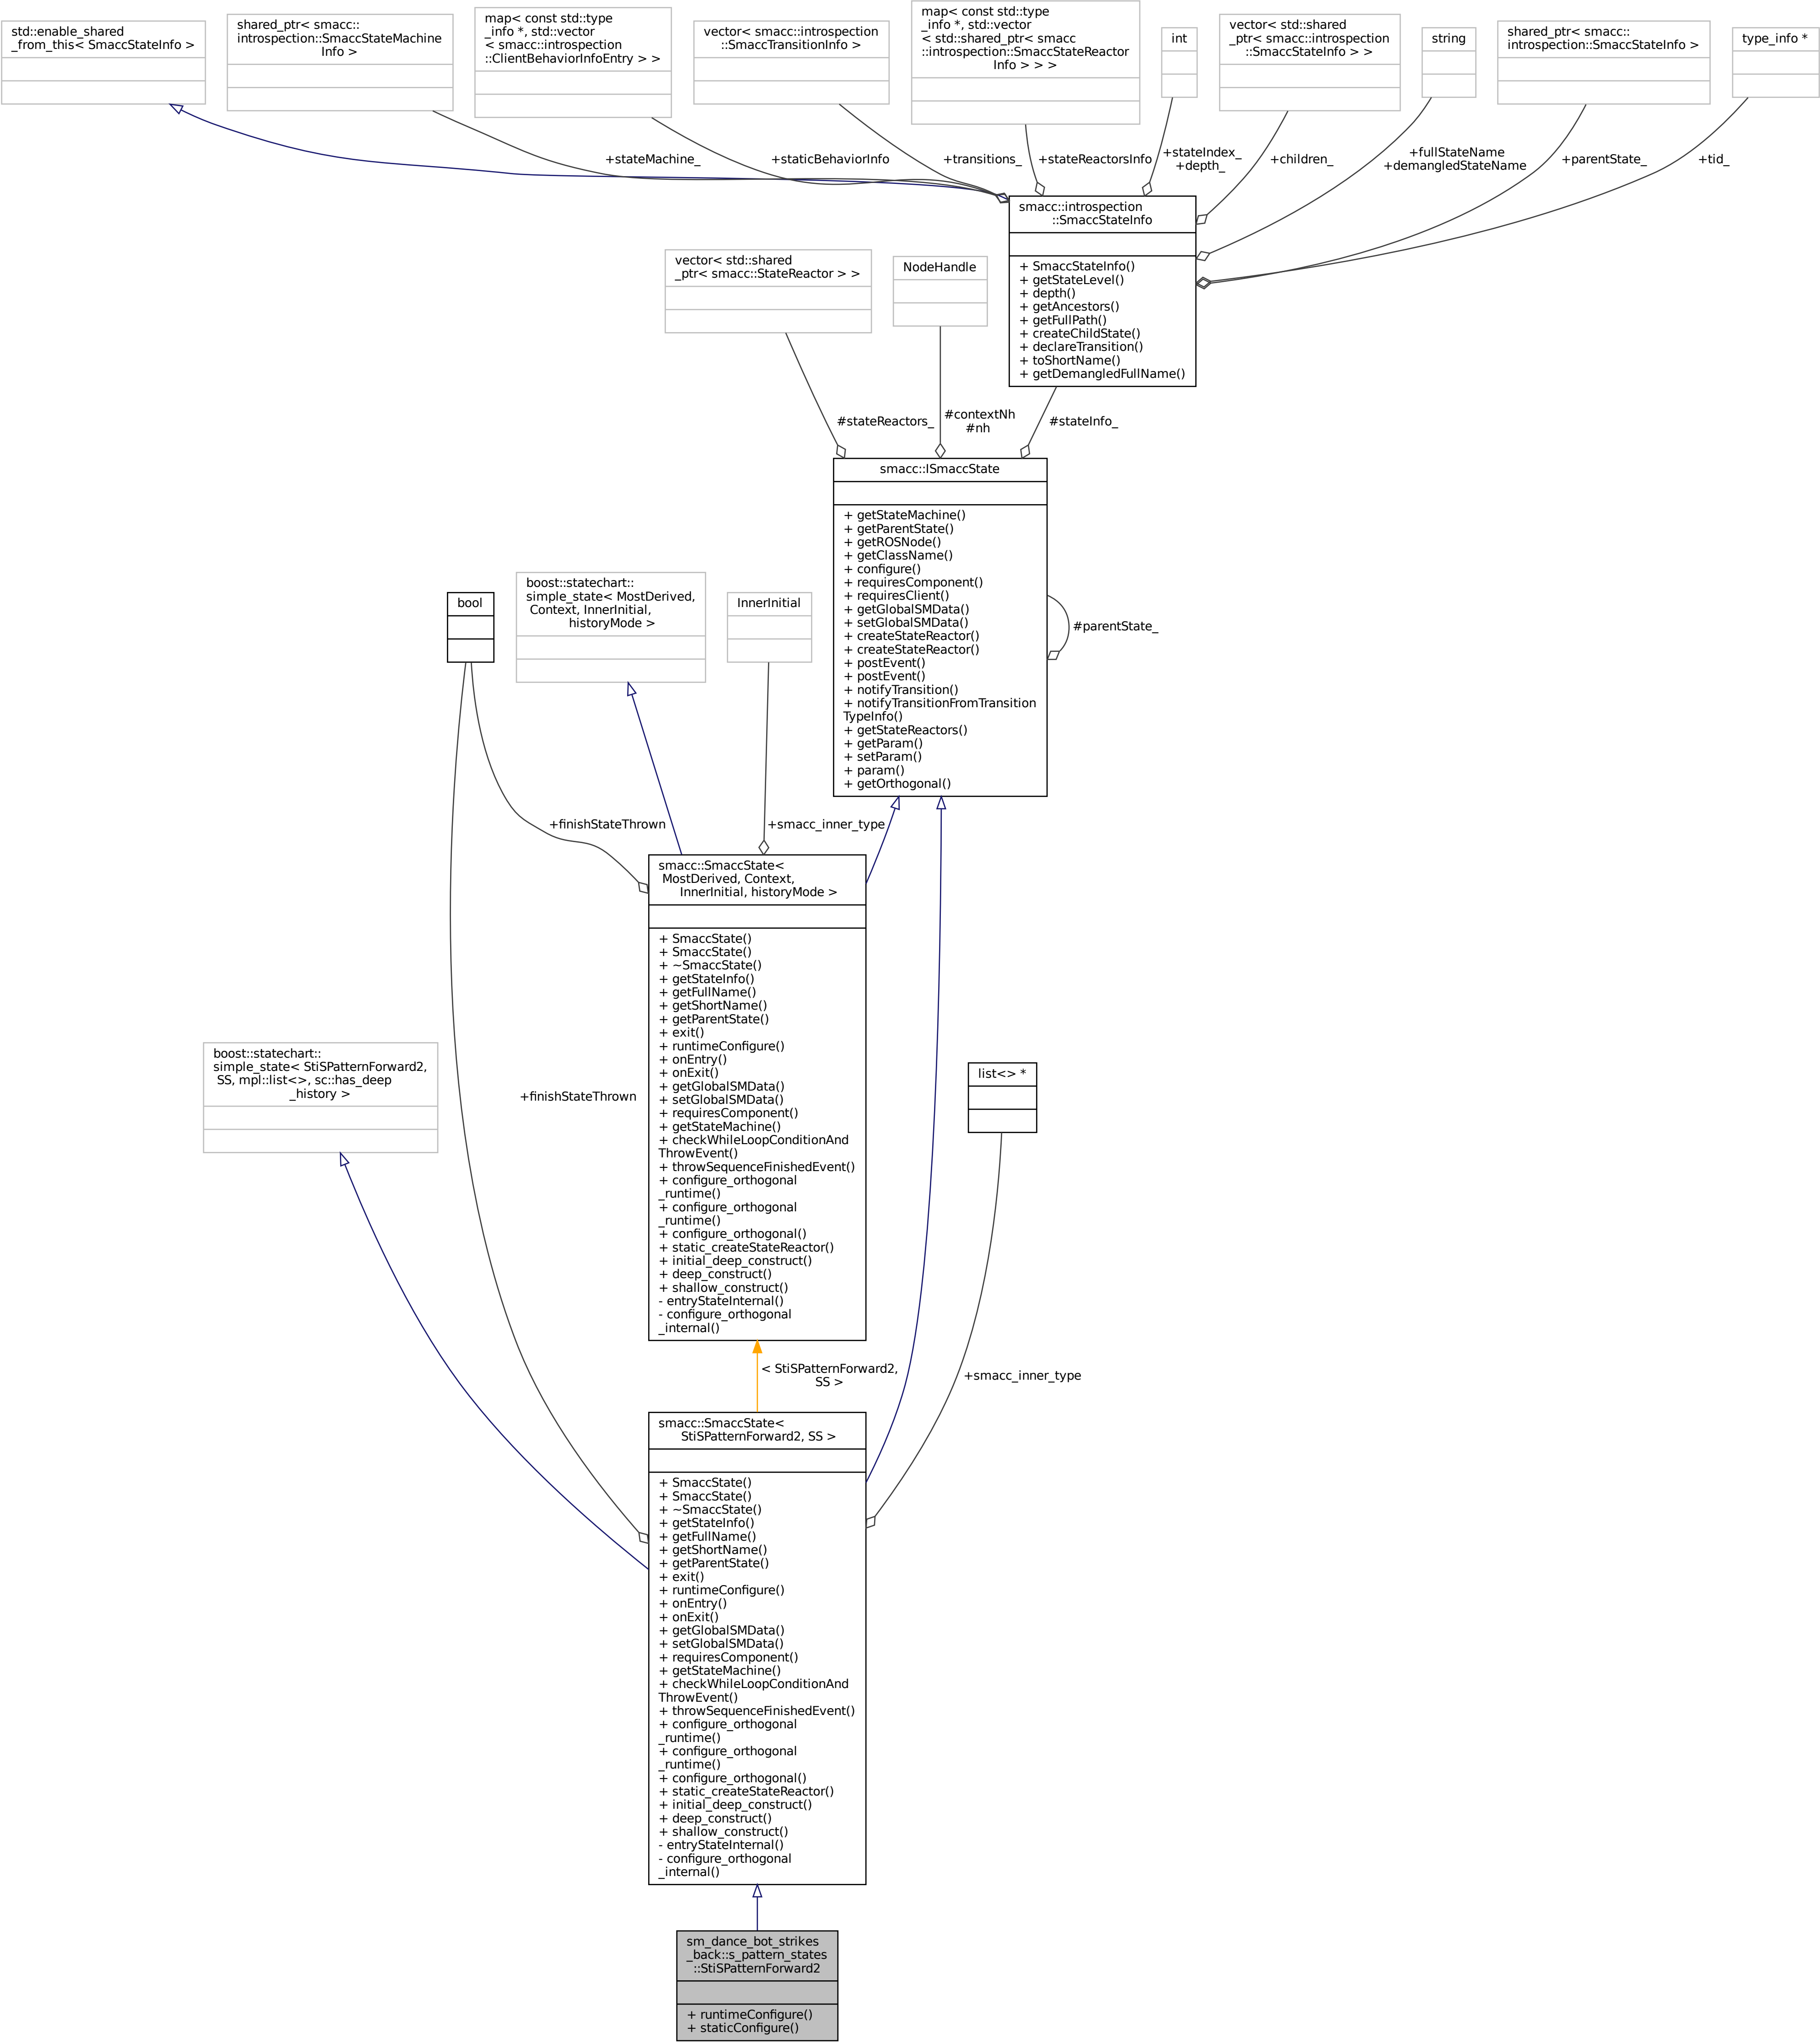 std::enable_shared
_from_this< SmaccStateInfo >
shared_ptr< smacc::
introspection::SmaccStateMachine
Info >
map< const std::type
_info *, std::vector
< smacc::introspection
::ClientBehaviorInfoEntry > >
vector< smacc::introspection
::SmaccTransitionInfo >
map< const std::type
_info *, std::vector
< std::shared_ptr< smacc
::introspection::SmaccStateReactor
Info > > >
int
vector< std::shared
_ptr< smacc::introspection
::SmaccStateInfo > >
string
shared_ptr< smacc::
introspection::SmaccStateInfo >
type_info *
+stateMachine_
+staticBehaviorInfo
+transitions_
+stateReactorsInfo
+stateIndex_
+depth_
+children_
+fullStateName
+demangledStateName
+parentState_
+tid_
smacc::introspection
::SmaccStateInfo
+ SmaccStateInfo()
+ getStateLevel()
+ depth()
+ getAncestors()
+ getFullPath()
+ createChildState()
+ declareTransition()
+ toShortName()
+ getDemangledFullName()
vector< std::shared
_ptr< smacc::StateReactor > >
NodeHandle
#stateReactors_
#contextNh
#nh
#stateInfo_
smacc::ISmaccState
+ getStateMachine()
+ getParentState()
+ getROSNode()
+ getClassName()
+ configure()
+ requiresComponent()
+ requiresClient()
+ getGlobalSMData()
+ setGlobalSMData()
+ createStateReactor()
+ createStateReactor()
+ postEvent()
+ postEvent()
+ notifyTransition()
+ notifyTransitionFromTransition
TypeInfo()
+ getStateReactors()
+ getParam()
+ setParam()
+ param()
+ getOrthogonal()
#parentState_
bool
boost::statechart::
simple_state< MostDerived,
Context, InnerInitial,
historyMode >
InnerInitial
+finishStateThrown
+smacc_inner_type
smacc::SmaccState<
MostDerived, Context,
InnerInitial, historyMode >
+ SmaccState()
+ SmaccState()
+ ~SmaccState()
+ getStateInfo()
+ getFullName()
+ getShortName()
+ getParentState()
+ exit()
+ runtimeConfigure()
+ onEntry()
+ onExit()
+ getGlobalSMData()
+ setGlobalSMData()
+ requiresComponent()
+ getStateMachine()
+ checkWhileLoopConditionAnd
ThrowEvent()
+ throwSequenceFinishedEvent()
+ configure_orthogonal
_runtime()
+ configure_orthogonal
_runtime()
+ configure_orthogonal()
+ static_createStateReactor()
+ initial_deep_construct()
+ deep_construct()
+ shallow_construct()
- entryStateInternal()
- configure_orthogonal
_internal()
boost::statechart::
simple_state< StiSPatternForward2,
SS, mpl::list<>, sc::has_deep
_history >
+finishStateThrown
list<> *
< StiSPatternForward2,
SS >
+smacc_inner_type
smacc::SmaccState<
StiSPatternForward2, SS >
+ SmaccState()
+ SmaccState()
+ ~SmaccState()
+ getStateInfo()
+ getFullName()
+ getShortName()
+ getParentState()
+ exit()
+ runtimeConfigure()
+ onEntry()
+ onExit()
+ getGlobalSMData()
+ setGlobalSMData()
+ requiresComponent()
+ getStateMachine()
+ checkWhileLoopConditionAnd
ThrowEvent()
+ throwSequenceFinishedEvent()
+ configure_orthogonal
_runtime()
+ configure_orthogonal
_runtime()
+ configure_orthogonal()
+ static_createStateReactor()
+ initial_deep_construct()
+ deep_construct()
+ shallow_construct()
- entryStateInternal()
- configure_orthogonal
_internal()
sm_dance_bot_strikes
_back::s_pattern_states
::StiSPatternForward2
+ runtimeConfigure()
+ staticConfigure()